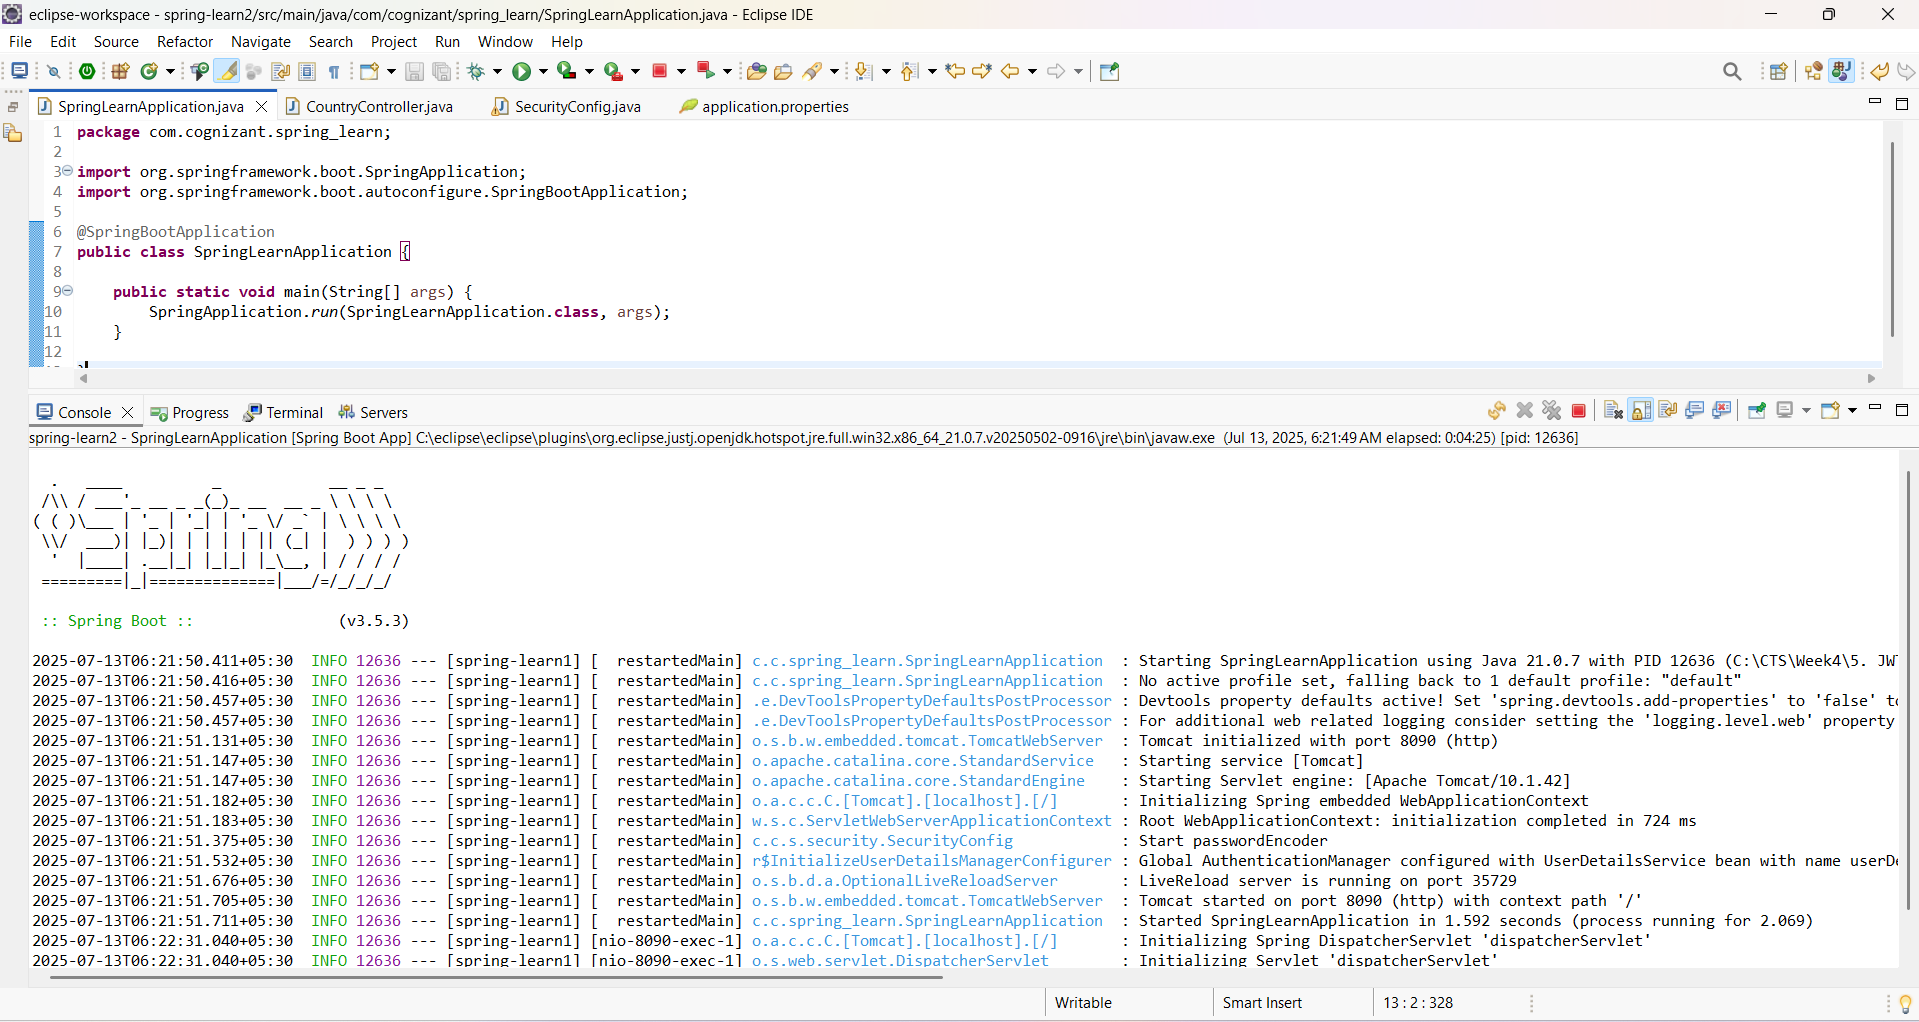 eclipse-workspace - spring-learn2/src/main/java/com/cognizant/spring_learn/SpringLearnApplication.java - Eclipse IDE
File Edit Source Refactor Navigate Search Project Run Window Help
SpringLearnApplication.java CountryController.java SecurityConfig.java application.properties
1 package com.cognizant.spring_learn;
2
3 import org.springframework.boot.SpringApplication;
4 import org.springframework.boot.autoconfigure.SpringBootApplication;
5
6 @SpringBootApplication
7 public class SpringLearnApplication {
8
9 public static void main(String[] args) {
10 SpringApplication.run(SpringLearnApplication.class, args);
11 }
12
Console Progress Terminal Servers
spring-learn2 - SpringLearnApplication [Spring Boot App] C:\eclipse\eclipse\plugins\org.eclipse.justj.openjdk.hotspot.jre.full.win32.x86_64_21.0.7.v20250502-0916\jre\bin\javaw.exe (Jul 13, 2025, 6:21:49 AM elapsed: 0:04:25) [pid: 12636]
Spring
:: Spring Boot :: (v3.5.3)
2025-07-13T06:21:50.411+05:30 INFO 12636 --- [spring-learn1] [ restartedMain] c.c.spring_learn.SpringLearnApplication : Starting SpringLearnApplication using Java 21.0.7 with PID 12636 (C:\CTS\Week4\5. JW
2025-07-13T06:21:50.416+05:30 INFO 12636 --- [spring-learn1] [ restartedMain] c.c.spring_learn.SpringLearnApplication : No active profile set, falling back to 1 default profile: "default"
2025-07-13T06:21:50.457+05:30 INFO 12636 --- [spring-learn1] [ restartedMain] .e.DevToolsPropertyDefaultsPostProcessor : Devtools property defaults active! Set 'spring.devtools.add-properties' to 'false' to
2025-07-13T06:21:50.457+05:30 INFO 12636 --- [spring-learn1] [ restartedMain] .e.DevToolsPropertyDefaultsPostProcessor : For additional web related logging consider setting the 'logging.level.web' property
2025-07-13T06:21:51.131+05:30 INFO 12636 --- [spring-learn1] [ restartedMain] o.s.b.w.embedded.tomcat.TomcatWebServer : Tomcat initialized with port 8090 (http)
2025-07-13T06:21:51.147+05:30 INFO 12636 --- [spring-learn1] [ restartedMain] o.apache.catalina.core.StandardService : Starting service [Tomcat]
2025-07-13T06:21:51.147+05:30 INFO 12636 --- [spring-learn1] [ restartedMain] o.apache.catalina.core.StandardEngine : Starting Servlet engine: [Apache Tomcat/10.1.42]
2025-07-13T06:21:51.182+05:30 INFO 12636 --- [spring-learn1] [ restartedMain] o.a.c.c.C.[Tomcat].[localhost].[/] : Initializing Spring embedded WebApplicationContext
2025-07-13T06:21:51.183+05:30 INFO 12636 --- [spring-learn1] [ restartedMain] w.s.c.ServletWebServerApplicationContext : Root WebApplicationContext: initialization completed in 724 ms
2025-07-13T06:21:51.375+05:30 INFO 12636 --- [spring-learn1] [ restartedMain] c.c.s.security.SecurityConfig : Start passwordEncoder
2025-07-13T06:21:51.532+05:30 INFO 12636 --- [spring-learn1] [ restartedMain] r$InitializeUserDetailsManagerConfigurer : Global AuthenticationManager configured with UserDetailsService bean with name userDe
2025-07-13T06:21:51.676+05:30 INFO 12636 --- [spring-learn1] [ restartedMain] o.s.b.d.a.OptionalLiveReloadServer : LiveReload server is running on port 35729
2025-07-13T06:21:51.705+05:30 INFO 12636 --- [spring-learn1] [ restartedMain] o.s.b.w.embedded.tomcat.TomcatWebServer : Tomcat started on port 8090 (http) with context path '/'
2025-07-13T06:21:51.711+05:30 INFO 12636 --- [spring-learn1] [ restartedMain] c.c.spring_learn.SpringLearnApplication : Started SpringLearnApplication in 1.592 seconds (process running for 2.069)
2025-07-13T06:22:31.040+05:30 INFO 12636 --- [spring-learn1] [nio-8090-exec-1] o.a.c.c.C.[Tomcat].[localhost].[/] : Initializing Spring DispatcherServlet 'dispatcherServlet'
2025-07-13T06:22:31.040+05:30 INFO 12636 --- [spring-learn1] [nio-8090-exec-1] o.s.web.servlet.DispatcherServlet : Initializing Servlet 'dispatcherServlet'
Writable Smart Insert 13 : 2 : 328